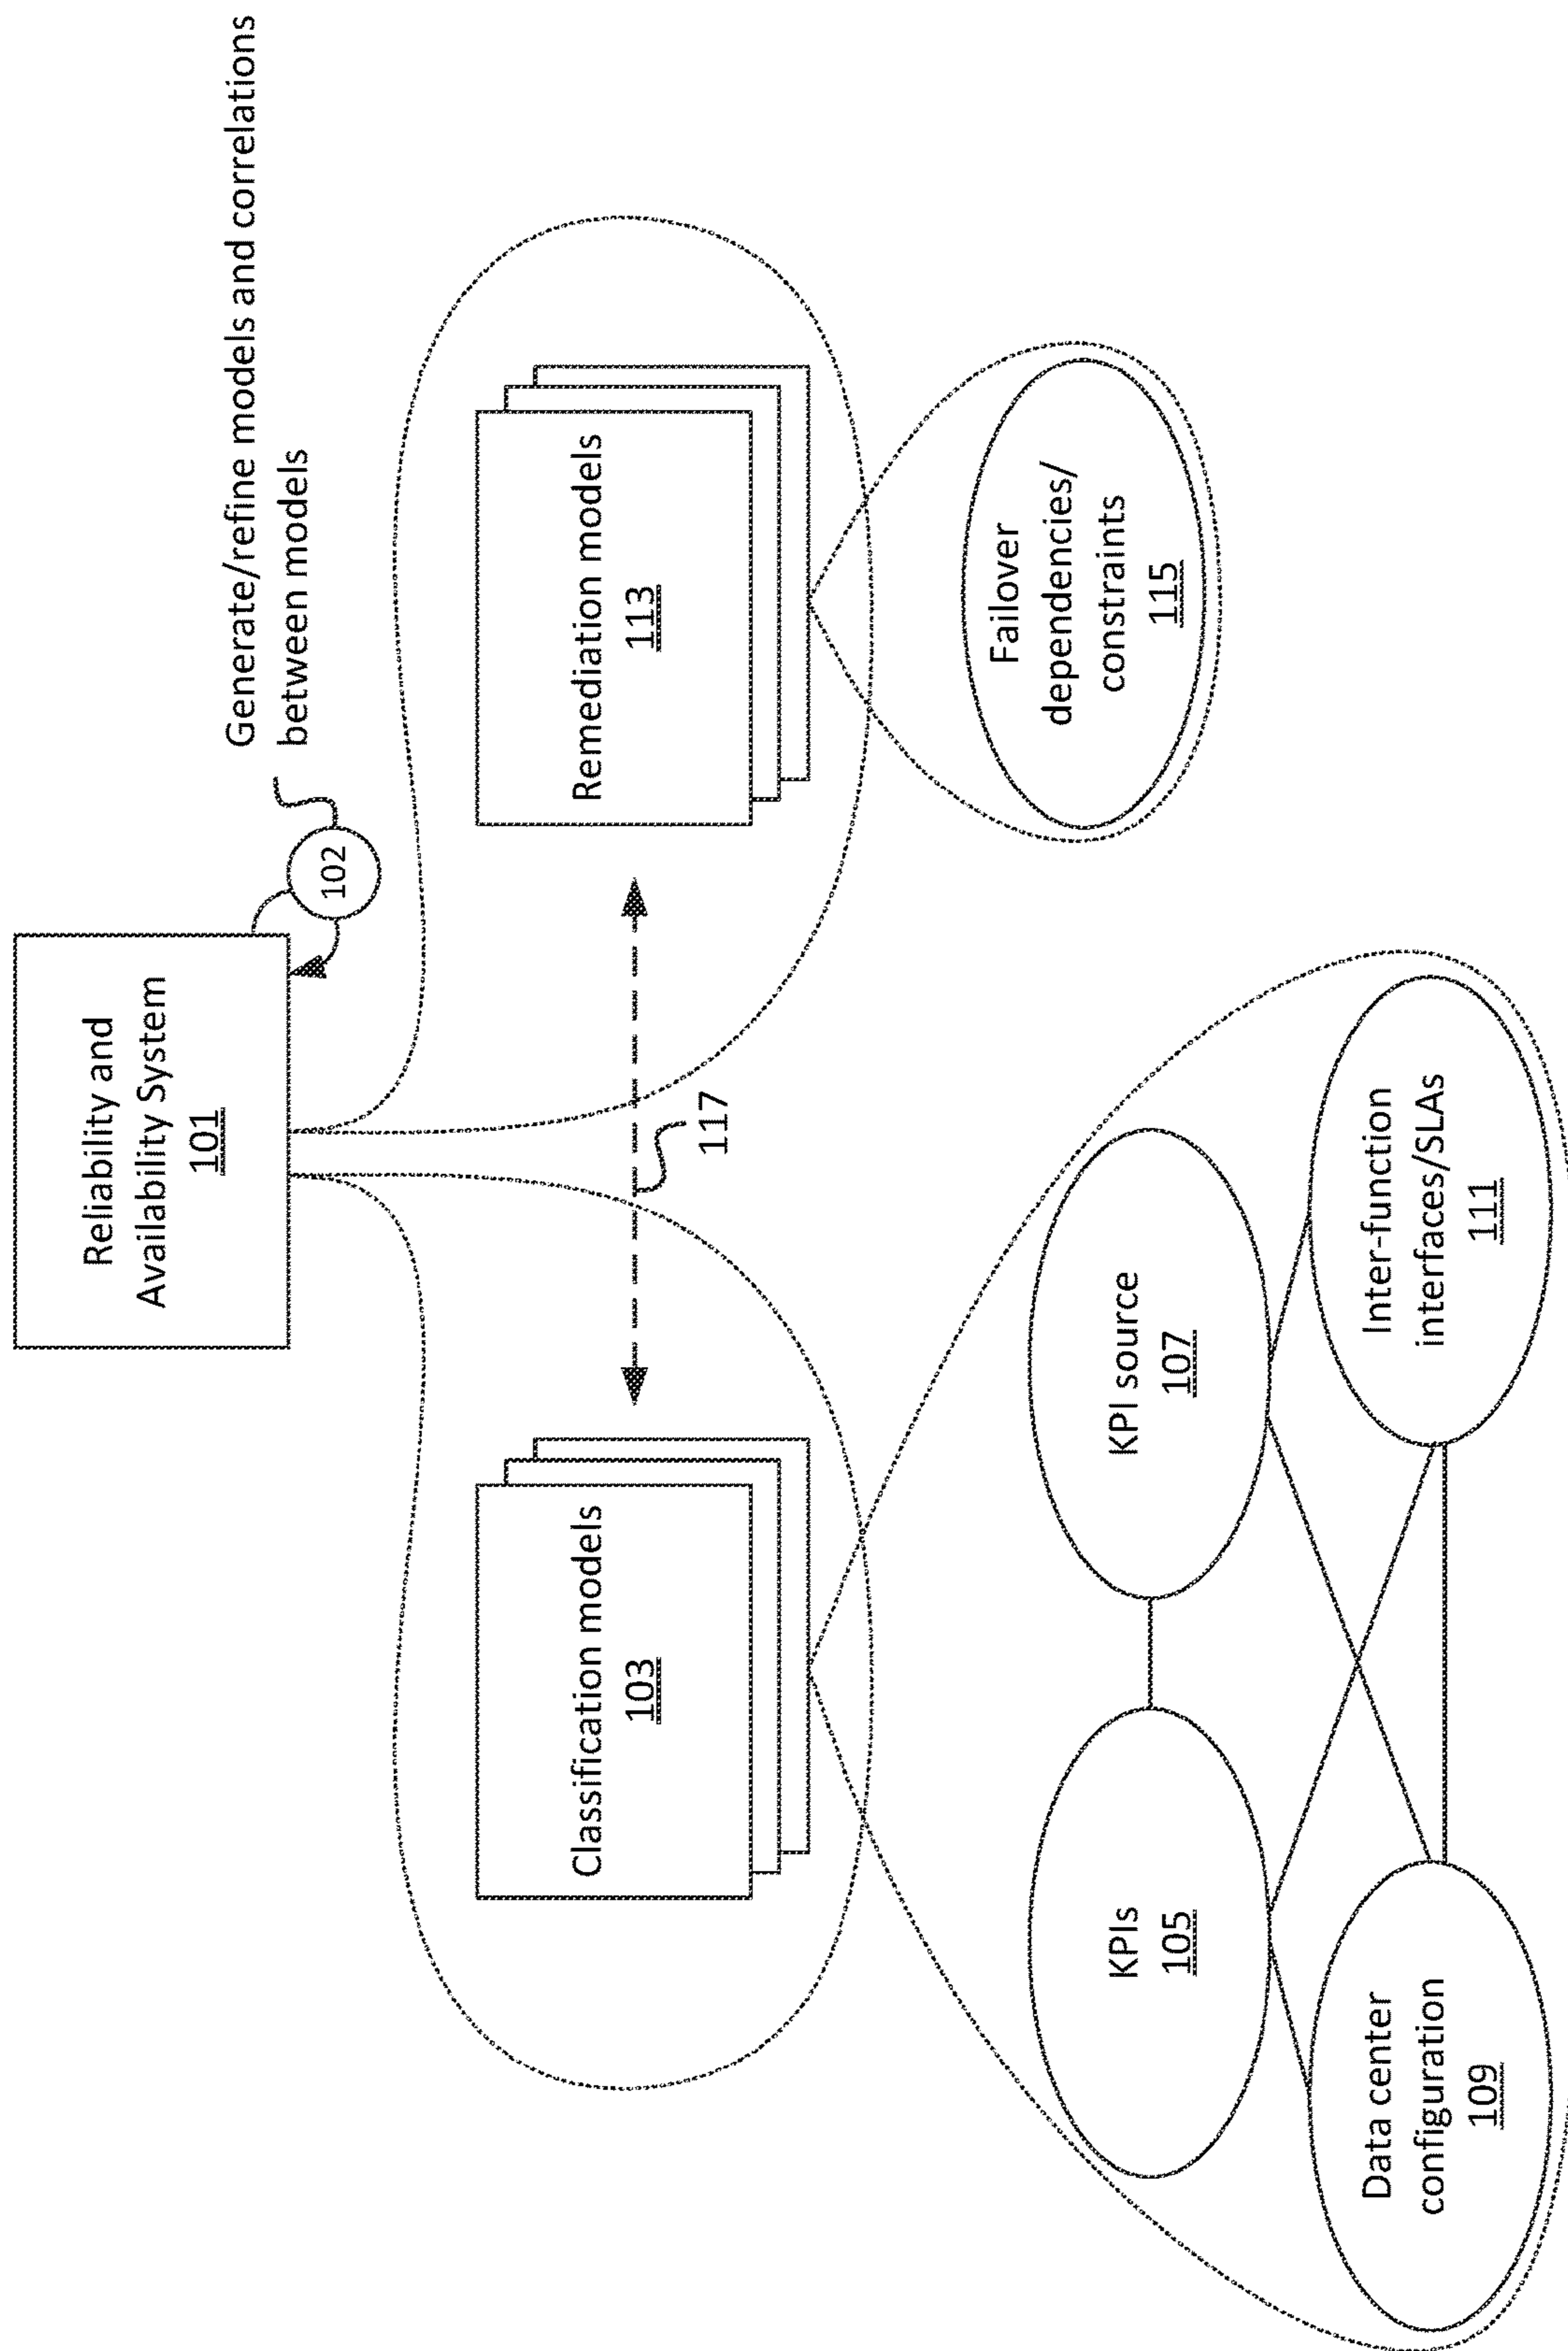 Reliability and
Availability System
101
102
Generate/refine models and correlations
between models
Classification models
103
Remediation models
113
117
KPIs
105
KPI source
107
Failover
dependencies/
constraints
115
Data center
configuration
109
Inter-function
interfaces/SLAs
111